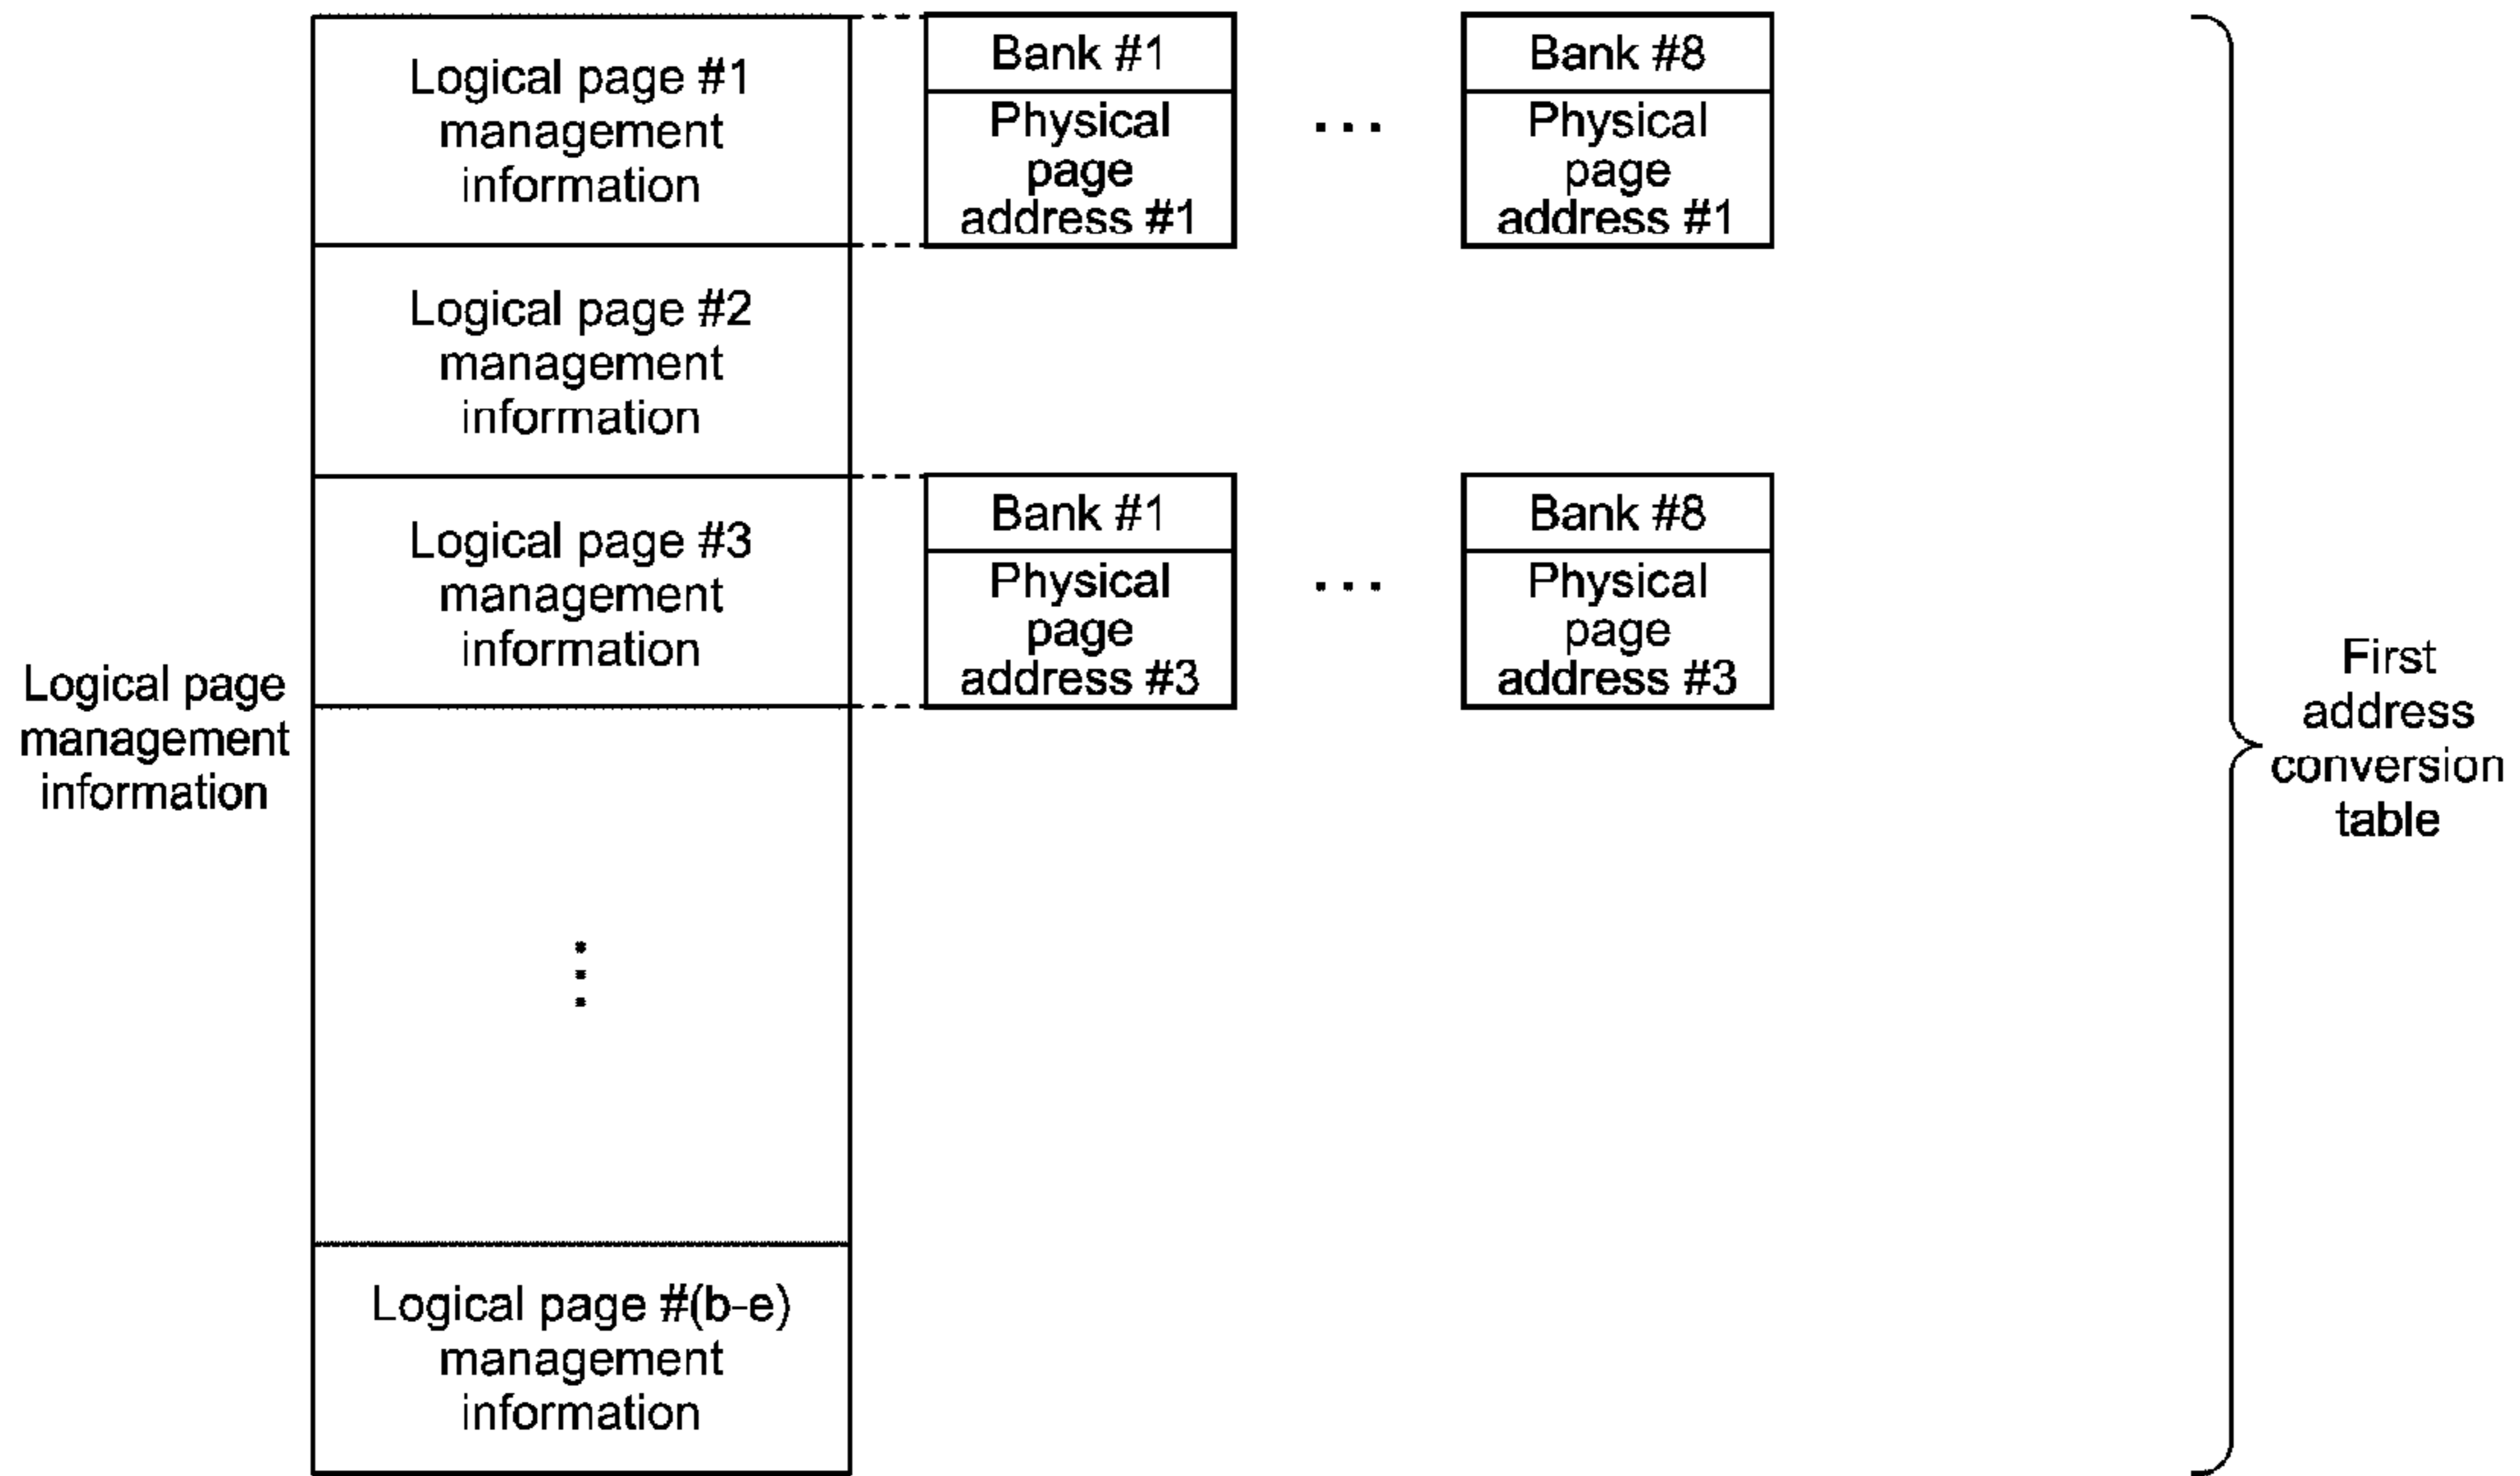 Logical page
management
information
Logical page #1
management
information
Bank #1
Physical
page
address #1
...
Bank #8
Physical
page
address #1
Logical page #2
management
information
Logical page #3
management
information
Bank #1
Physical
page
address #3
...
Bank #8
Physical
page
address #3
Logical page #(b-e)
management
information
First
address
conversion
table